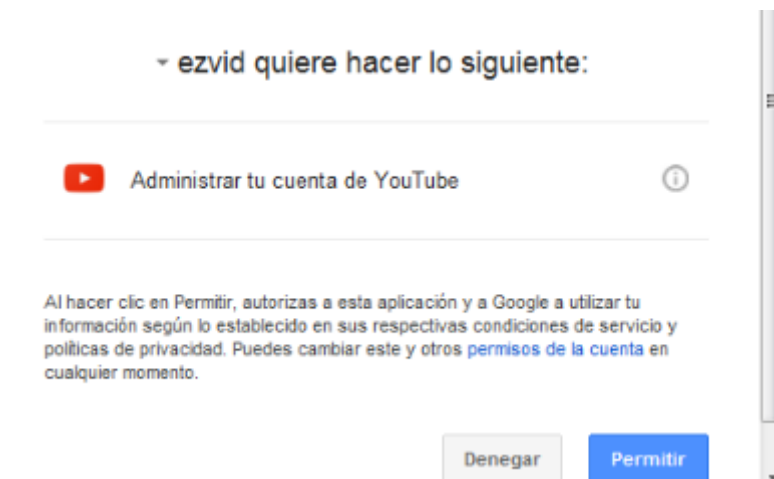 ezvid quiere hacer lo siguiente:
Administrar tu cuenta de YouTube
Al hacer clic en Permitir, autorizas a esta aplicación y a Google a utilizar tu
información según lo establecido en sus respectivas condiciones de servicio y
políticas de privacidad. Puedes cambiar este y otros permisos de la cuenta en
cualquier momento.
Denegar Permitir